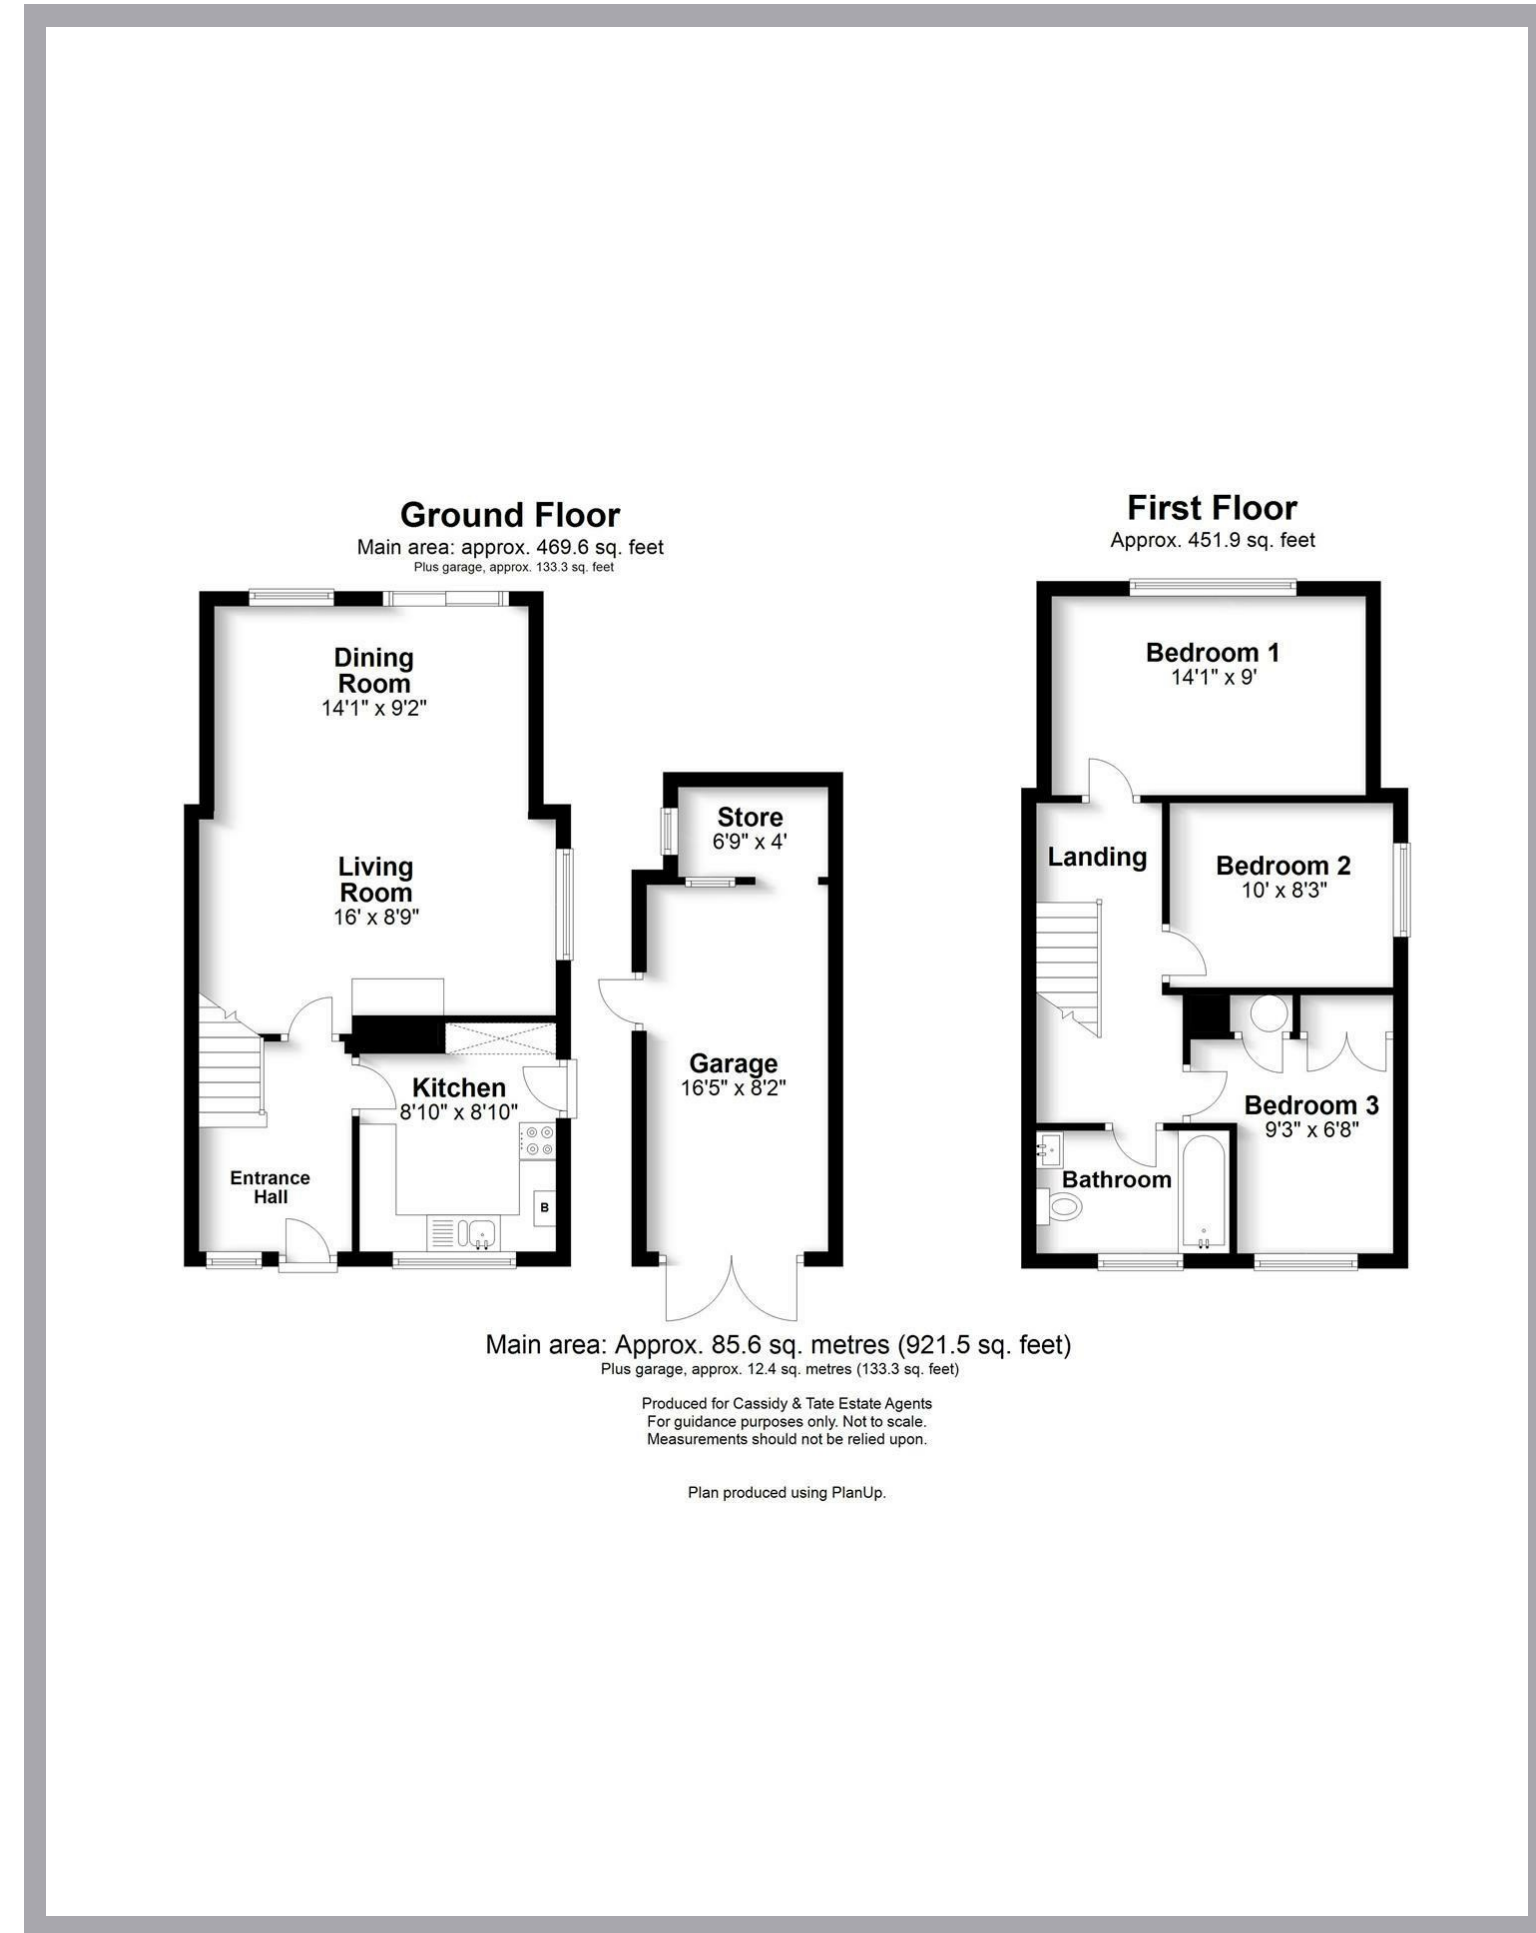 Ground Floor
Main area: approx. 469.6 sq. feet
Plus garage, approx. 133.3 sq. feet
Dining
Room
14'1" x 9'2"
Living
Room
16' x 8'9"
Kitchen
8'10" x 8'10"
Entrance
Hall
B
Store
6'9" x 4'
Garage
16'5" x 8'2"
First Floor
Approx. 451.9 sq. feet
Bedroom 1
14'1" x 9'
Landing
Bedroom 2
10' x 8'3"
Bedroom 3
9'3" x 6'8"
Bathroom
Main area: Approx. 85.6 sq. metres (921.5 sq. feet)
Plus garage, approx. 12.4 sq. metres (133.3 sq. feet)
Produced for Cassidy & Tate Estate Agents
For guidance purposes only. Not to scale.
Measurements should not be relied upon.
Plan produced using PlanUp.